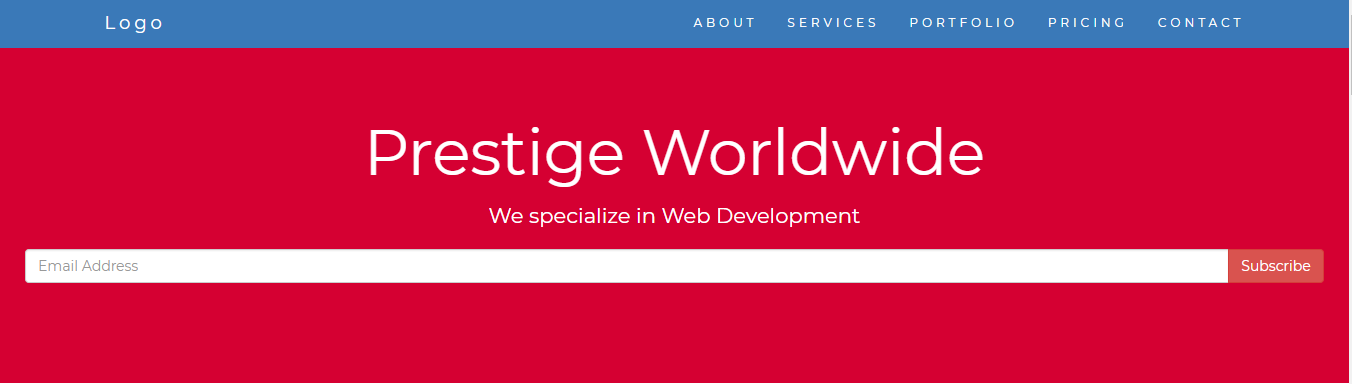 Logo ABOUT SERVICES PORTFOLIO PRICING CONTACT
Prestige Worldwide
We specialize in Web Development
Email Address Subscribe